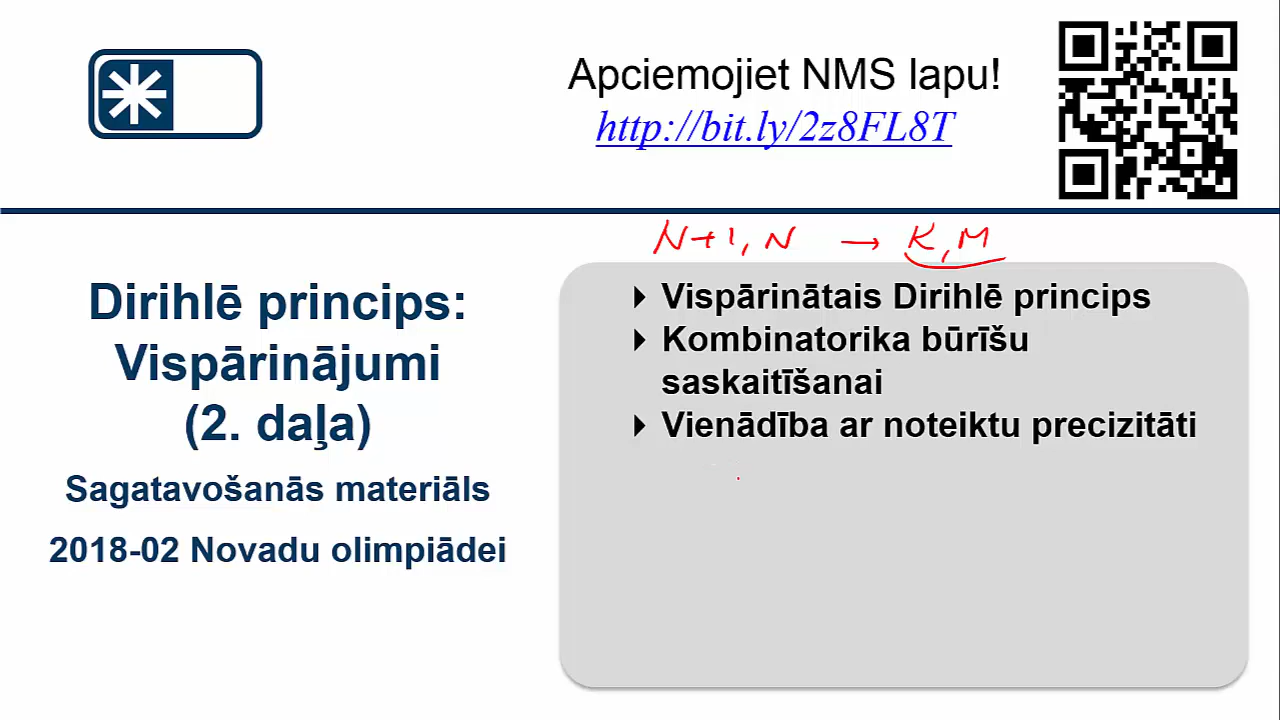 Apciemojiet NMS lapu!
http://bit.ly/2z8FL8T
N+1, N → K, M
Dirihlē princips:
Vispārinājumi
(2. daļa)
Sagatavošanās materiāls
2018-02 Novadu olimpiādei
Vispārinātais Dirihlē princips
Kombinatorika būrīšu
saskaitīšanai
Vienādība ar noteiktu precizitāti